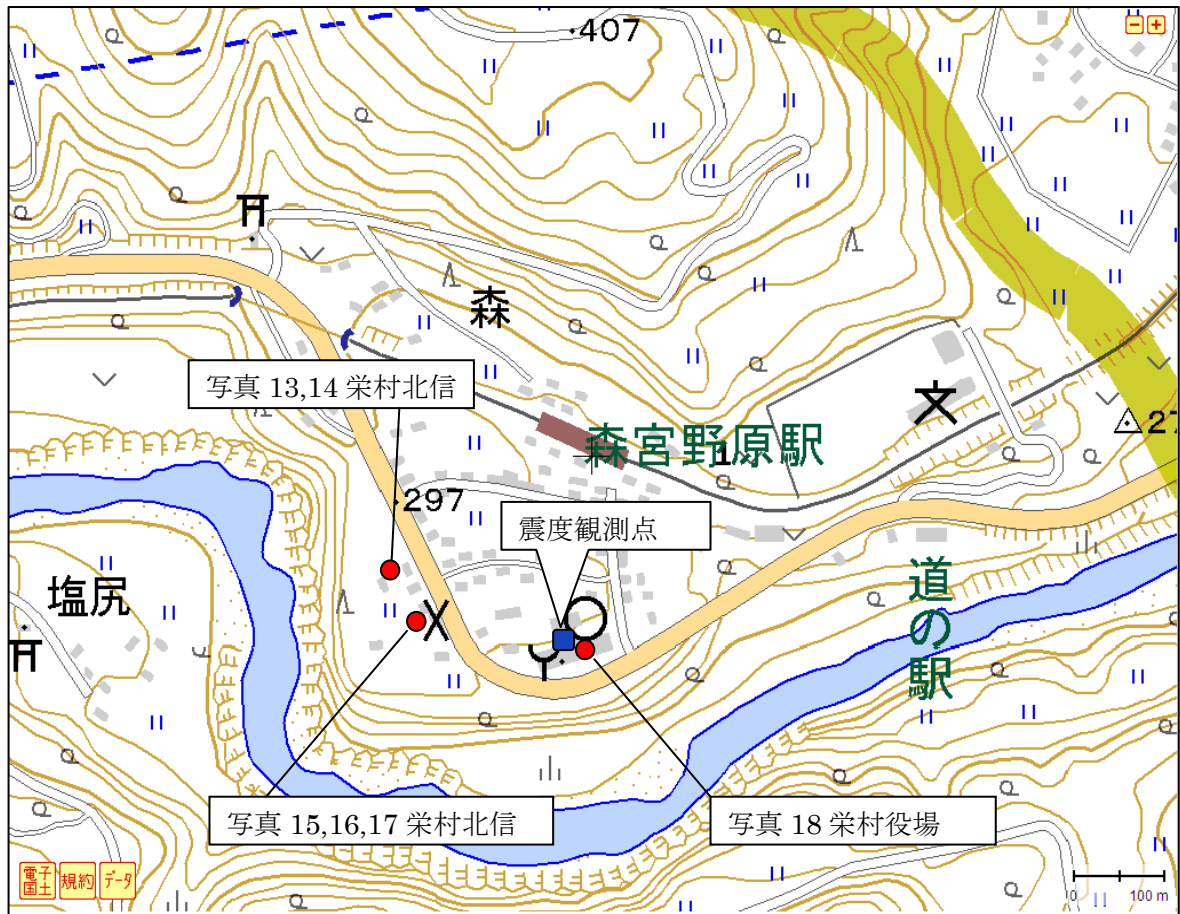 407
森
写真 13,14 栄村北信
森宮野原駅
1
297
震度観測点
塩尻
道の駅
写真 15,16,17 栄村北信
写真 18 栄村役場
電子国土
規約
データ
0 100 m